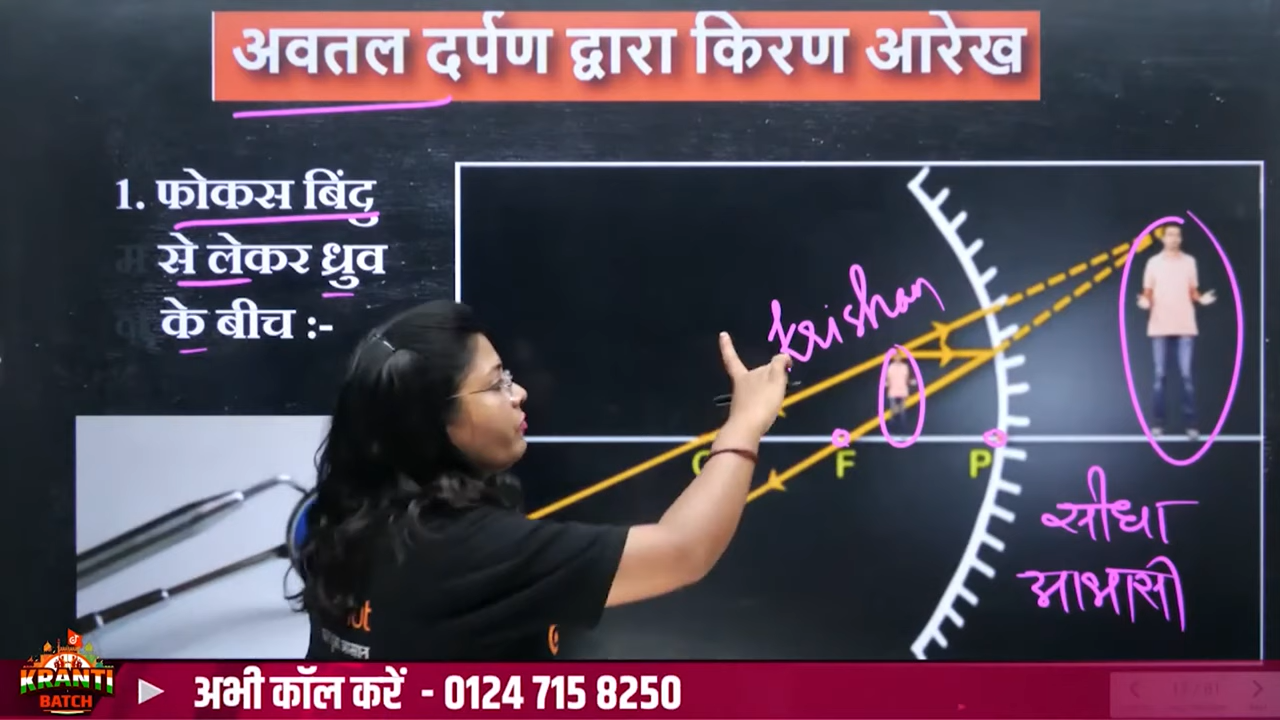 अवतल दर्पण द्वारा किरण आरेख
1. फोकस बिंदु
से लेकर ध्रुव
के बीच :-
Krishan
F
P
सीधा
आभासी
KRANTI
BATCH
अभी कॉल करें - 0124 715 8250